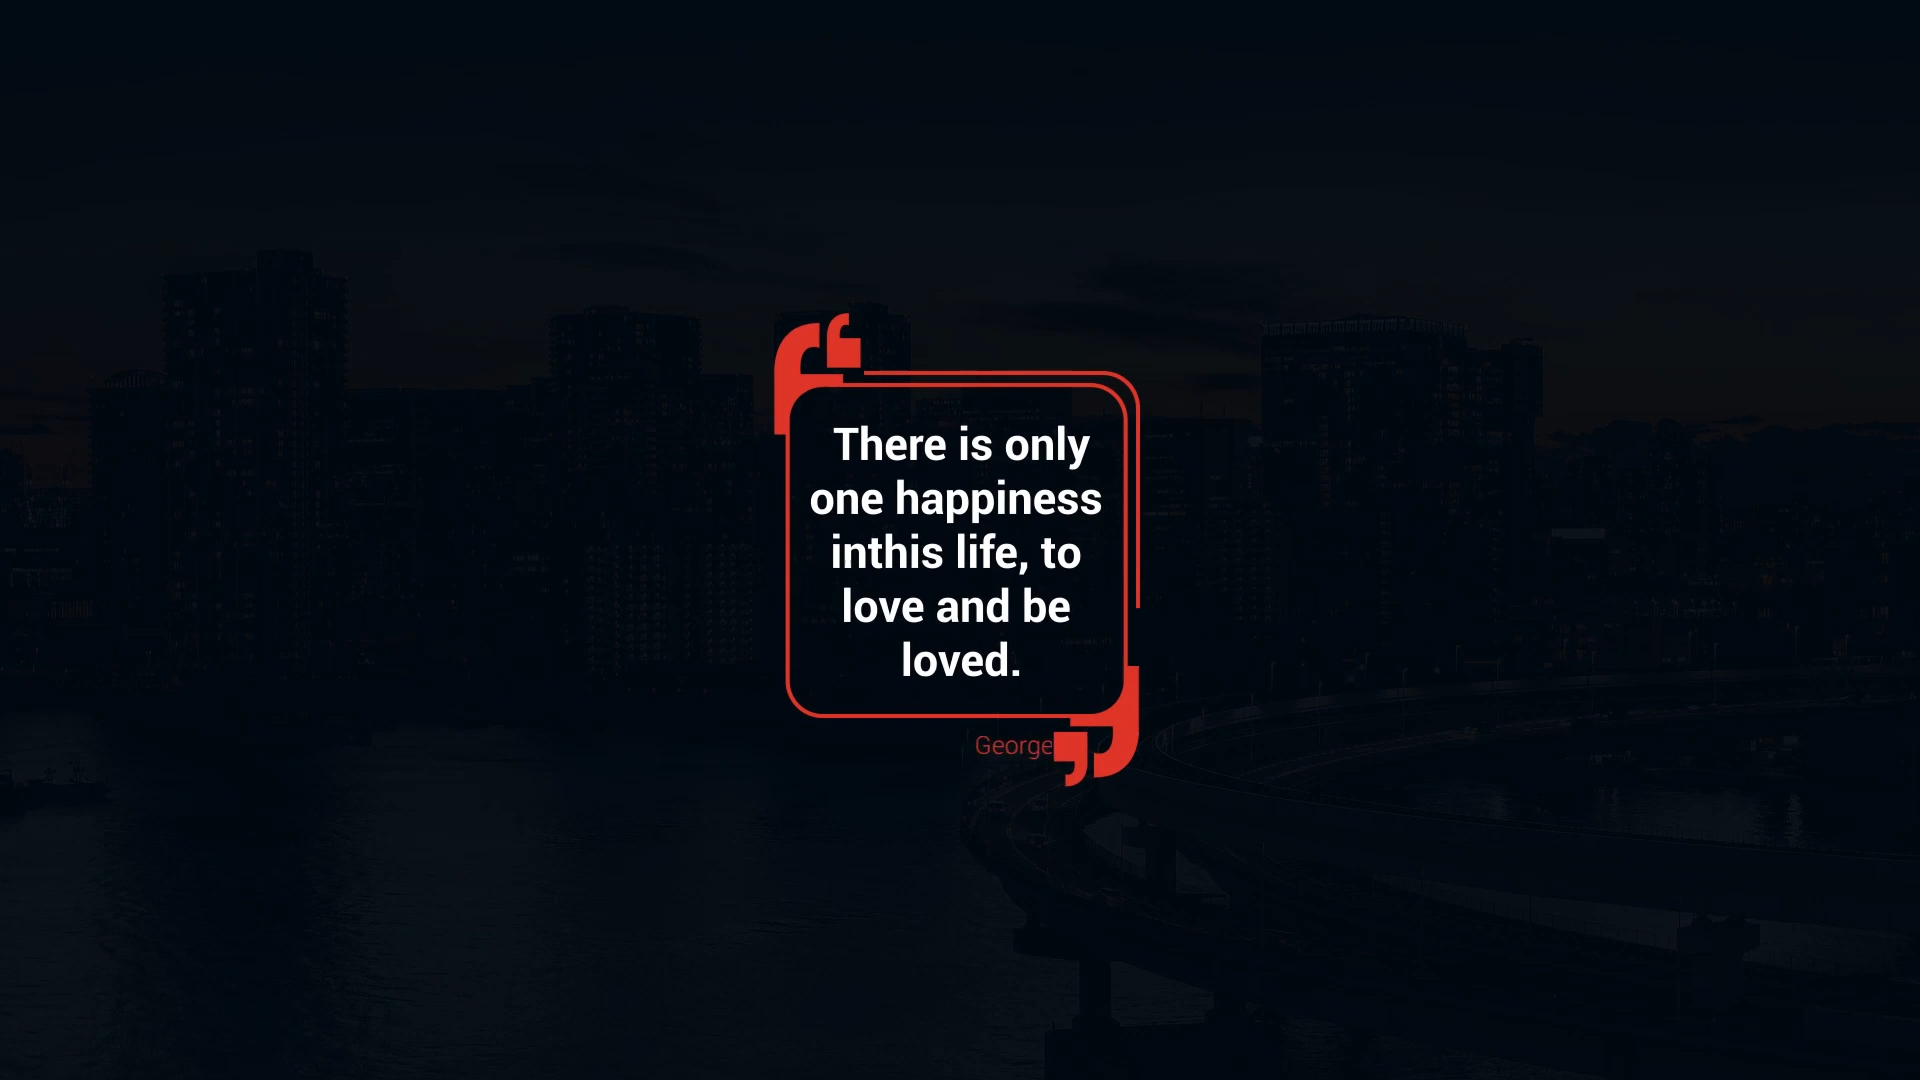 There is only
one happiness
inthis life, to
love and be
loved.
George